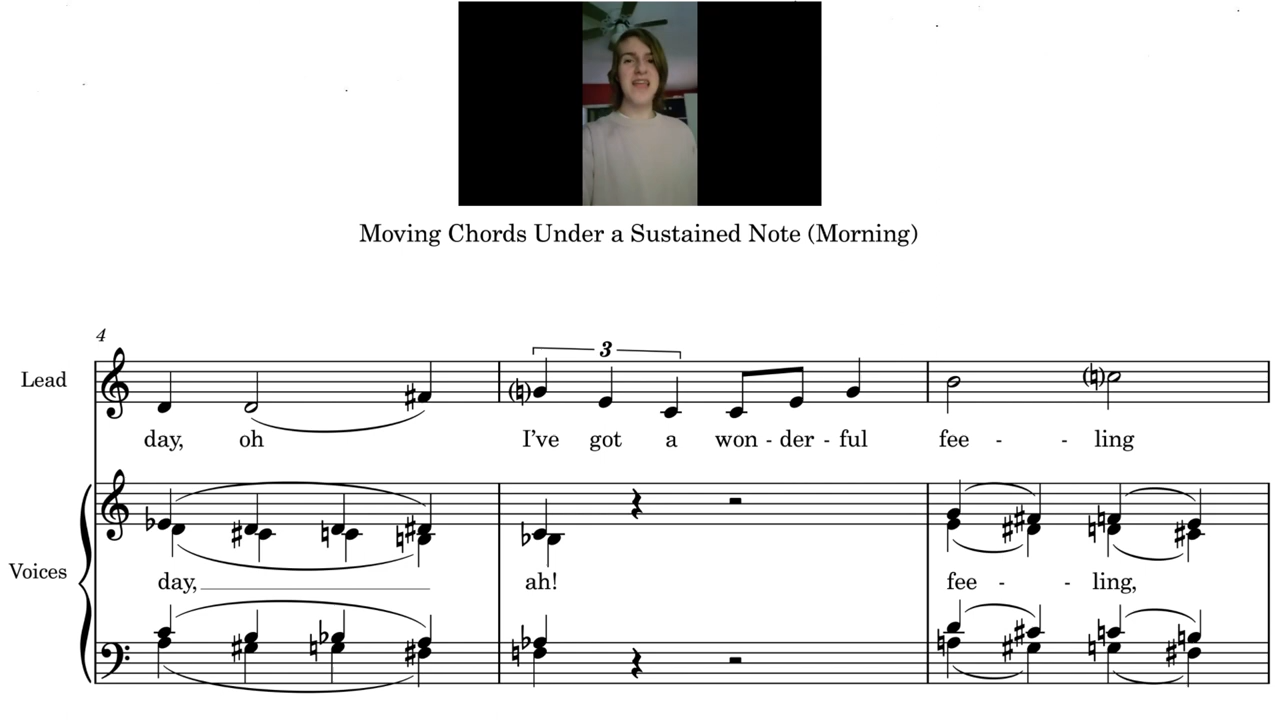 Moving Chords Under a Sustained Note (Morning)
4
3
Lead
day, oh I've got a won - der - ful fee - - ling
Voices
day, ah! fee - - ling,